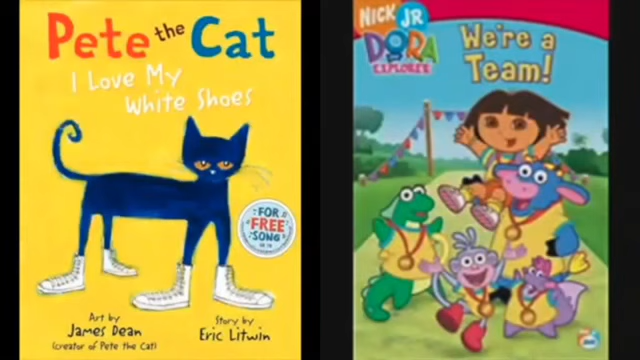 Pete the Cat
I Love My
White Shoes
FOR
FREE
SONG
Art by
James Dean
(creator of Pete the Cat)
Story by
Eric Litwin
NICK JR
DORA
EXPLORER
We're a
Team!